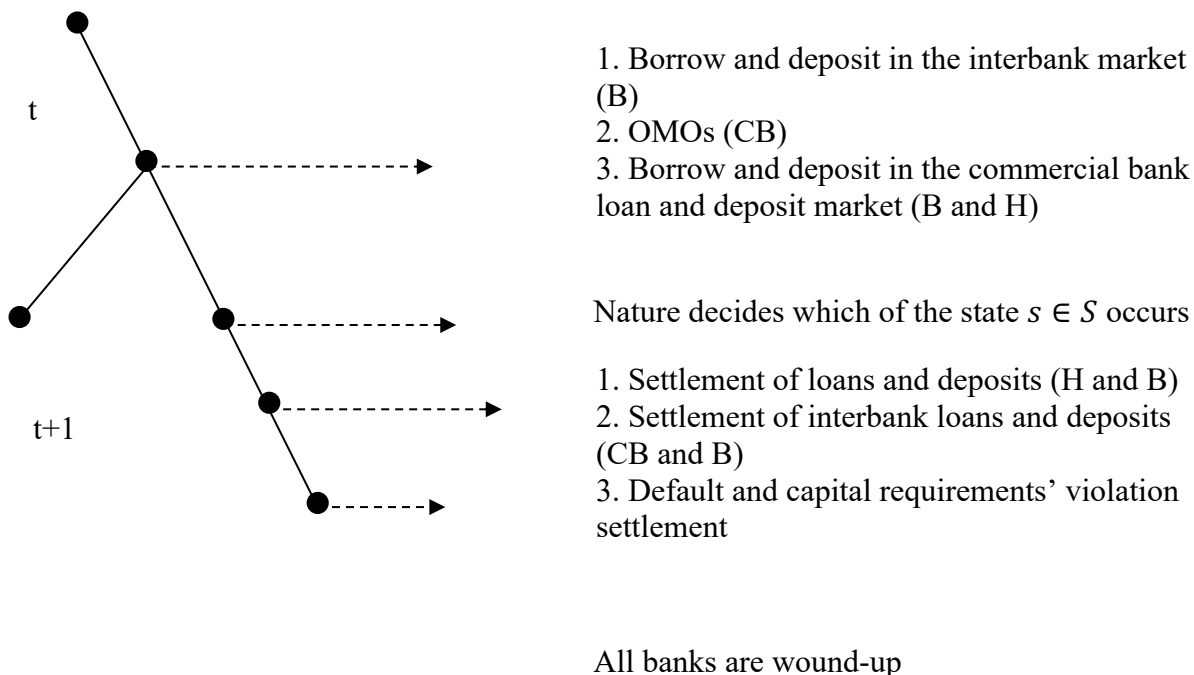 1. Borrow and deposit in the interbank market
(B)
t
2. OMOs (CB)
3. Borrow and deposit in the commercial bank
loan and deposit market (B and H)
Nature decides which of the state s ∈ S occurs
1. Settlement of loans and deposits (H and B)
t+1
2. Settlement of interbank loans and deposits
(CB and B)
3. Default and capital requirements’ violation
settlement
All banks are wound-up